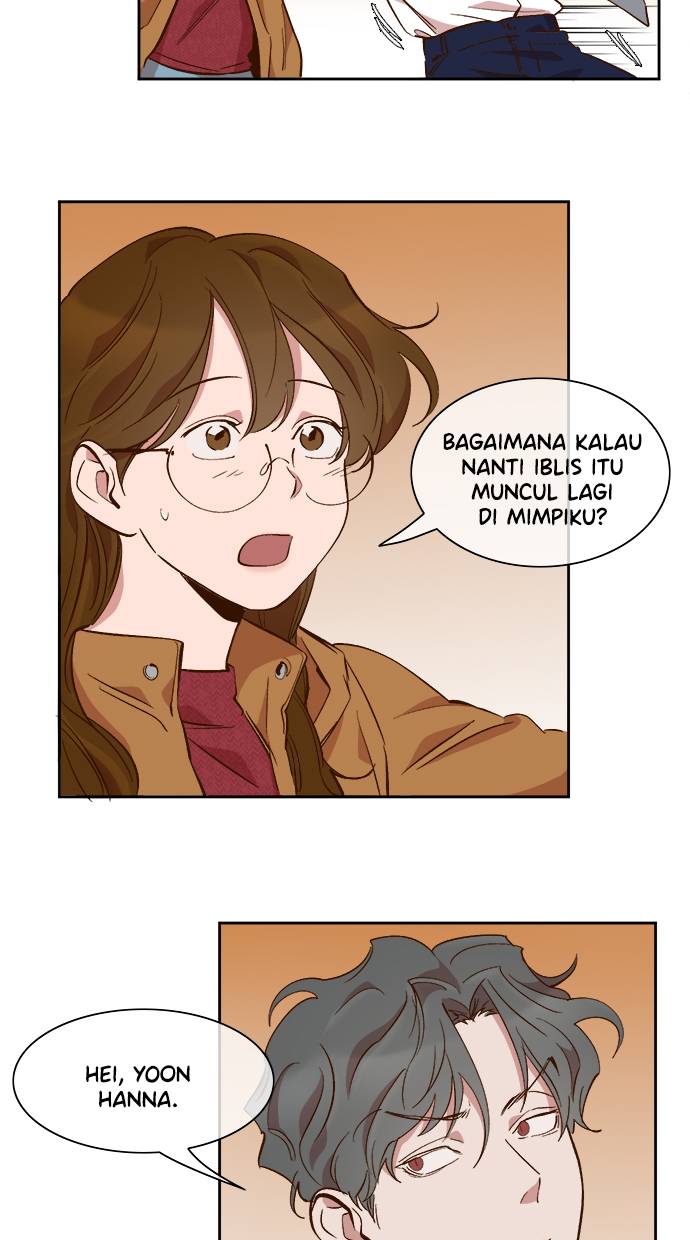 BAGAIMANA KALAU
NANTI IBLIS ITU
MUNCUL LAGI
DI MIMPIKU?
HEI, YOON
HANNA.